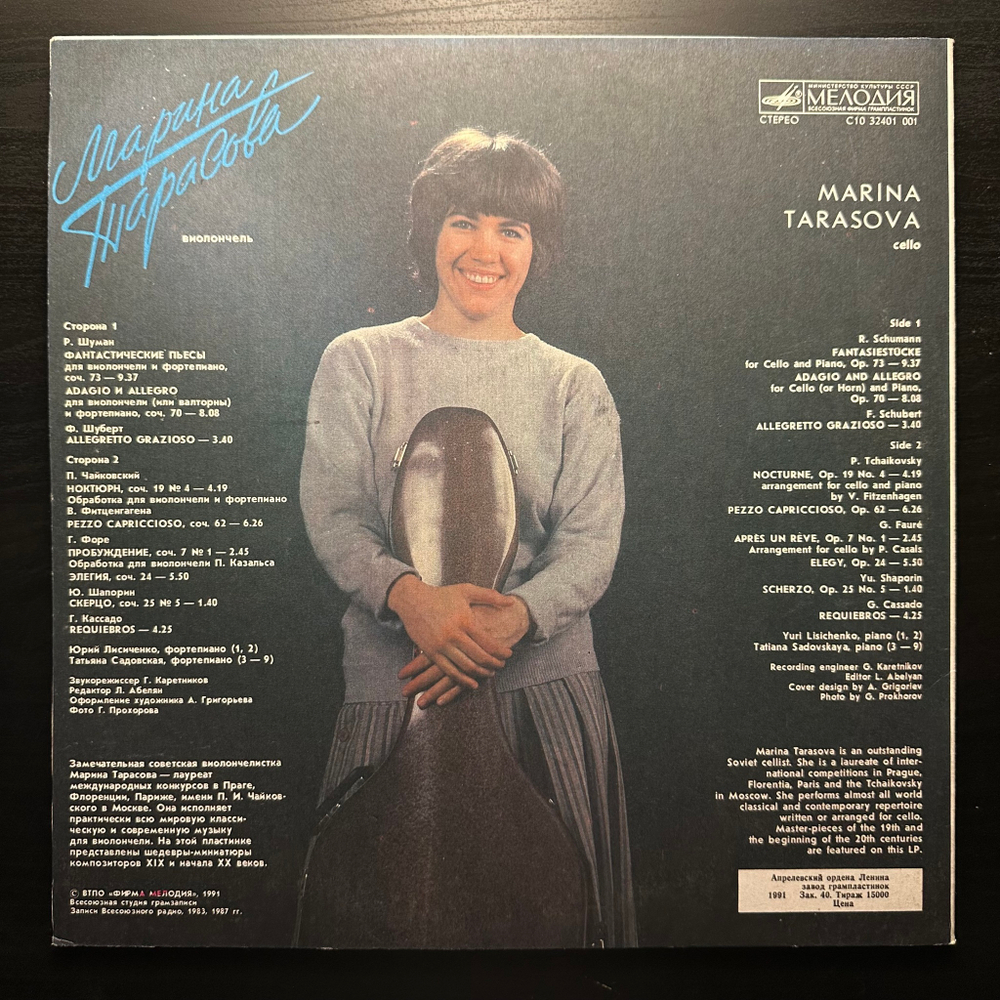 Марина
Тарасова
виолончель
МИНИСТЕРСТВО КУЛЬТУРЫ СССР
МЕЛОДИЯ
ВСЕСОЮЗНАЯ ФИРМА ГРАМПЛАСТИНОК
СТЕРЕО С10 32401 001
MARINA
TARASOVA
cello
Сторона 1
Р. Шуман
ФАНТАСТИЧЕСКИЕ ПЬЕСЫ
для виолончели и фортепиано,
соч. 73 — 9.37
ADAGIO И ALLEGRO
для виолончели (или валторны)
и фортепиано, соч. 70 — 8.08
Ф. Шуберт
ALLEGRETTO GRAZIOSO — 3.40
Сторона 2
П. Чайковский
НОКТЮРН, соч. 19 № 4 — 4.19
Обработка для виолончели и фортепиано
В. Фитценгагена
PEZZO CAPRICCIOSO, соч. 62 — 6.26
Г. Форе
ПРОБУЖДЕНИЕ, соч. 7 № 1 — 2.45
Обработка для виолончели П. Казальса
ЭЛЕГИЯ, соч. 24 — 5.50
Ю. Шапорин
СКЕРЦО, соч. 25 № 5 — 1.40
Г. Кассадо
REQUIEBROS — 4.25
Юрий Лисиченко, фортепиано (1, 2)
Татьяна Садовская, фортепиано (3 — 9)
Звукорежиссер Г. Каретников
Редактор Л. Абелян
Оформление художника А. Григорьева
Фото Г. Прохорова
Замечательная советская виолончелистка
Марина Тарасова — лауреат
международных конкурсов в Праге,
Флоренции, Париже, имени П. И. Чайков-
ского в Москве. Она исполняет
практически всю мировую класси-
ческую и современную музыку
для виолончели. На этой пластинке
представлены шедевры-миниатюры
композиторов XIX и начала XX веков.
© ВТПО «ФИРМА МЕЛОДИЯ», 1991
Всесоюзная студия грамзаписи
Записи Всесоюзного радио, 1983, 1987 гг.
Side 1
R. Schumann
FANTASIESTÜCKE
for Cello and Piano, Op. 73 — 9.37
ADAGIO AND ALLEGRO
for Cello (or Horn) and Piano,
Op. 70 — 8.08
F. Schubert
ALLEGRETTO GRAZIOSO — 3.40
Side 2
P. Tchaikovsky
NOCTURNE, Op. 19 No. 4 — 4.19
arrangement for cello and piano
by V. Fitzenhagen
PEZZO CAPRICCIOSO, Op. 62 — 6.26
G. Fauré
APRÈS UN RÊVE, Op. 7 No. 1 — 2.45
Arrangement for cello by P. Casals
ELEGY, Op. 24 — 5.50
Yu. Shaporin
SCHERZO, Op. 25 No. 5 — 1.40
G. Cassado
REQUIEBROS — 4.25
Yuri Lisichenko, piano (1, 2)
Tatiana Sadovskaya, piano (3 — 9)
Recording engineer G. Karetnikov
Editor L. Abelyan
Cover design by A. Grigoriev
Photo by G. Prokhorov
Marina Tarasova is an outstanding
Soviet cellist. She is a laureate of inter-
national competitions in Prague,
Florentia, Paris and the Tchaikovsky
in Moscow. She performs almost all world
classical and contemporary repertoire
written or arranged for cello.
Master-pieces of the 19th and
the beginning of the 20th centuries
are featured on this LP.
Апрелевский ордена Ленина
завод грампластинок
1991 Зак. 40. Тираж 15000
Цена